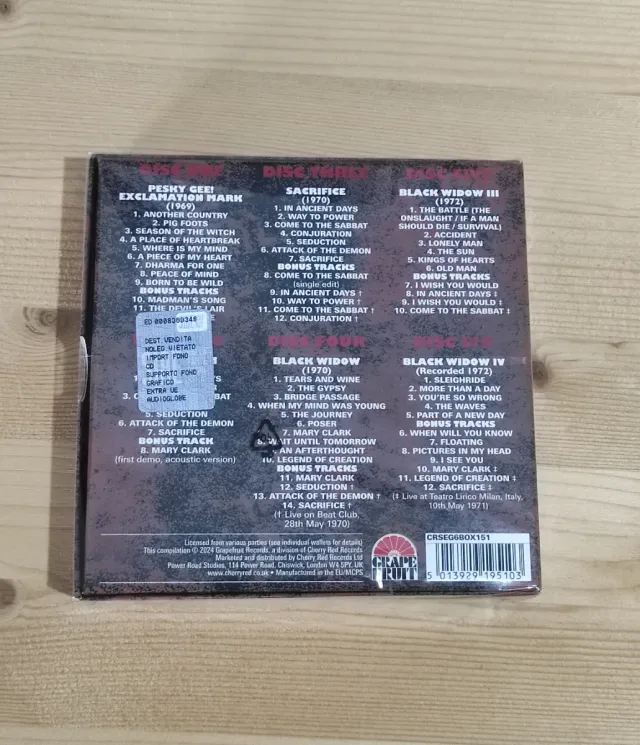 DISC ONE
PESKY GEE!
EXCLAMATION MARK
(1969)
1. ANOTHER COUNTRY
2. PIG FOOTS
3. SEASON OF THE WITCH
4. A PLACE OF HEARTBREAK
5. WHERE IS MY MIND
6. A PIECE OF MY HEART
7. DHARMA FOR ONE
8. PEACE OF MIND
9. BORN TO BE WILD
BONUS TRACKS
10. MADMAN'S SONG
11. THE DEVIL'S LAIR
ED 0008360346
DEST. VENDITA
NOLEG. VIETATO
IMPORT FONO
CD
SUPPORTO FONO
GRAFICO
EXTRA UE
AUDIOGLOBE
5. SEDUCTION
6. ATTACK OF THE DEMON
7. SACRIFICE
BONUS TRACK
8. MARY CLARK
(first demo, acoustic version)
DISC THREE
SACRIFICE
(1970)
1. IN ANCIENT DAYS
2. WAY TO POWER
3. COME TO THE SABBAT
4. CONJURATION
5. SEDUCTION
6. ATTACK OF THE DEMON
7. SACRIFICE
BONUS TRACKS
8. COME TO THE SABBAT
(single edit)
9. IN ANCIENT DAYS †
10. WAY TO POWER †
11. COME TO THE SABBAT †
12. CONJURATION †
DISC FOUR
BLACK WIDOW
(1970)
1. TEARS AND WINE
2. THE GYPSY
3. BRIDGE PASSAGE
4. WHEN MY MIND WAS YOUNG
5. THE JOURNEY
6. POSER
7. MARY CLARK
8. WAIT UNTIL TOMORROW
9. AN AFTERTHOUGHT
10. LEGEND OF CREATION
BONUS TRACKS
11. MARY CLARK
12. SEDUCTION †
13. ATTACK OF THE DEMON †
14. SACRIFICE †
(† Live on Beat Club,
28th May 1970)
DISC FIVE
BLACK WIDOW III
(1972)
1. THE BATTLE (THE
ONSLAUGHT / IF A MAN
SHOULD DIE / SURVIVAL)
2. ACCIDENT
3. LONELY MAN
4. THE SUN
5. KINGS OF HEARTS
6. OLD MAN
BONUS TRACKS
7. I WISH YOU WOULD
8. IN ANCIENT DAYS ‡
9. I WISH YOU WOULD ‡
10. COME TO THE SABBAT ‡
DISC SIX
BLACK WIDOW IV
(Recorded 1972)
1. SLEIGHRIDE
2. MORE THAN A DAY
3. YOU'RE SO WRONG
4. THE WAVES
5. PART OF A NEW DAY
BONUS TRACKS
6. WHEN WILL YOU KNOW
7. FLOATING
8. PICTURES IN MY HEAD
9. I SEE YOU
10. MARY CLARK ‡
11. LEGEND OF CREATION ‡
12. SACRIFICE ‡
(‡ Live at Teatro Lirico Milan, Italy,
10th May 1971)
Licensed from various parties (see individual wallets for details)
This compilation © 2024 Grapefruit Records, a division of Cherry Red Records
Marketed and distributed by Cherry Red Records Ltd
Power Road Studios, 114 Power Road, Chiswick, London W4 5PY, UK
www.cherryred.co.uk • Manufactured in the EU/MCPS
GRAPE
FRUIT
CRSEG6BOX151
5 013929 195103